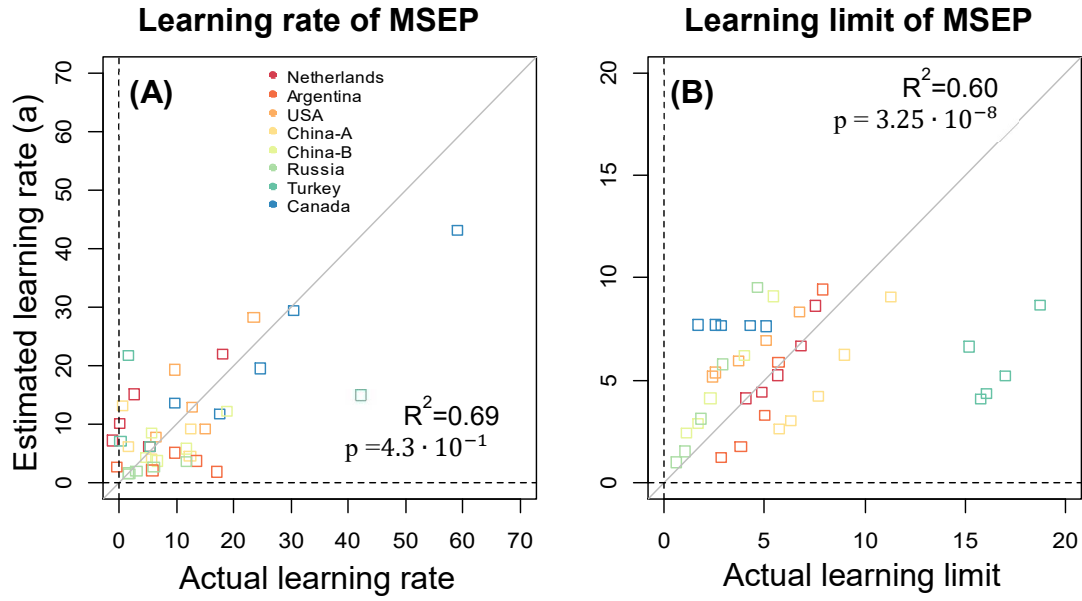 Learning rate of MSEP
Estimated learning rate (a)
70
60
50
40
30
20
10
0
(A)
Netherlands
Argentina
USA
China-A
China-B
Russia
Turkey
Canada
R²=0.69
p =4.3 · 10⁻¹
0 10 20 30 40 50 60 70
Actual learning rate
Learning limit of MSEP
20
15
10
5
0
(B)
R²=0.60
p = 3.25 · 10⁻⁸
0 5 10 15 20
Actual learning limit